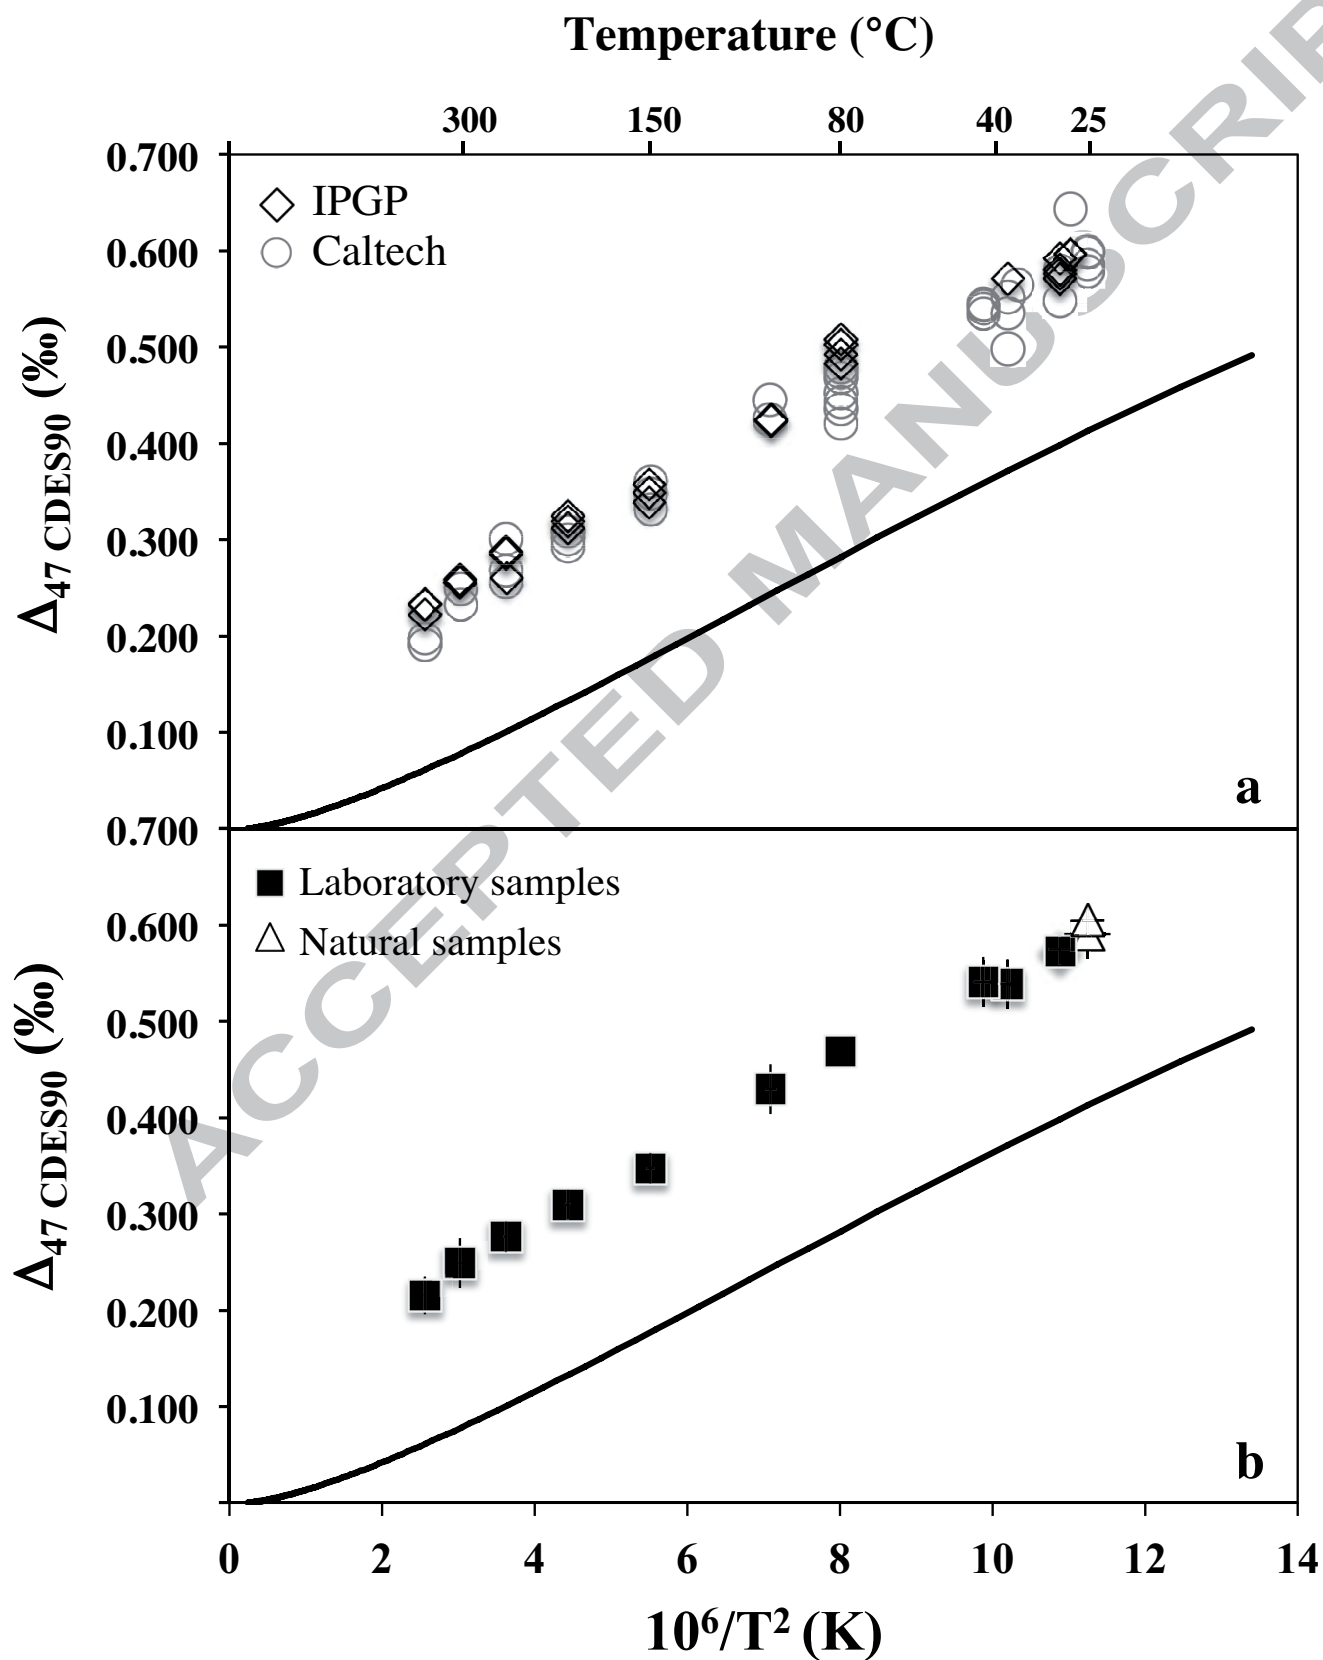 Temperature (°C)
300 150 80 40 25
0.700
0.600
0.500
0.400
0.300
0.200
0.100
Δ47 CDES90 (‰)
IPGP
Caltech
a
0.700
0.600
0.500
0.400
0.300
0.200
0.100
Δ47 CDES90 (‰)
Laboratory samples
Natural samples
b
0 2 4 6 8 10 12 14
10⁶/T² (K)
ACCEPTED MANUSCRIP